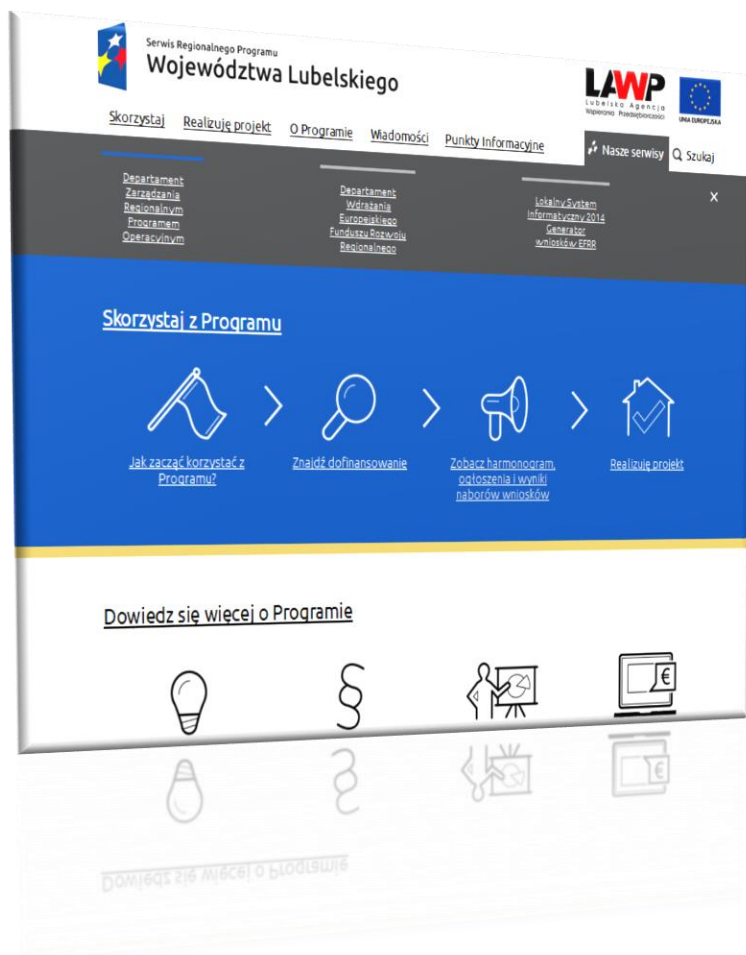 Serwis Regionalnego Programu
Województwa Lubelskiego
LAWP
Lubelska Agencja
Wspierania Przedsiębiorczości
UNIA EUROPEJSKA
Skorzystaj
Realizuję projekt
O Programie
Wiadomości
Punkty Informacyjne
Nasze serwisy
Szukaj
Departament
Zarządzania
Regionalnym
Programem
Operacyjnym
Departament
Wdrażania
Europejskiego
Funduszu Rozwoju
Regionalnego
Lokalny System
Informatyczny 2014
Generator
wniosków EFRR
Skorzystaj z Programu
Jak zacząć korzystać z
Programu?
Znajdź dofinansowanie
Zobacz harmonogram,
ogłoszenia i wyniki
naborów wniosków
Realizuję projekt
Dowiedz się więcej o Programie
§
€